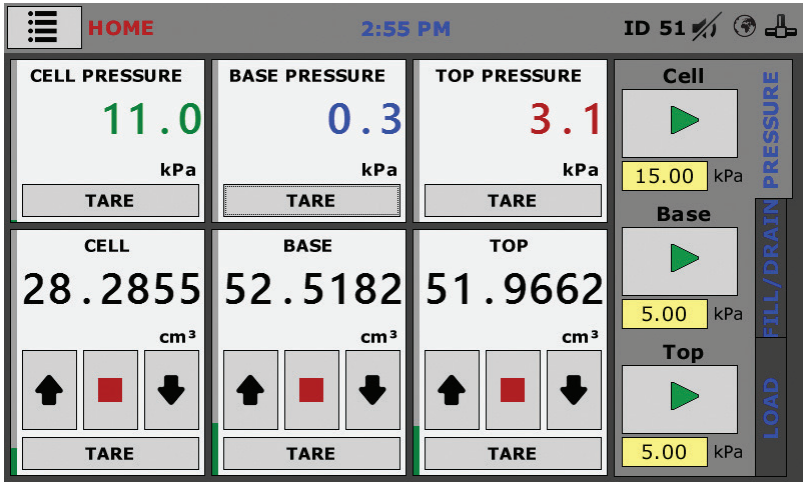 HOME 2:55 PM ID 51
CELL PRESSURE
11.0
kPa
TARE
BASE PRESSURE
0.3
kPa
TARE
TOP PRESSURE
3.1
kPa
TARE
CELL
28.2855
cm³
TARE
BASE
52.5182
cm³
TARE
TOP
51.9662
cm³
TARE
Cell
15.00 kPa
Base
5.00 kPa
Top
5.00 kPa
PRESSURE
FILL/DRAIN
LOAD